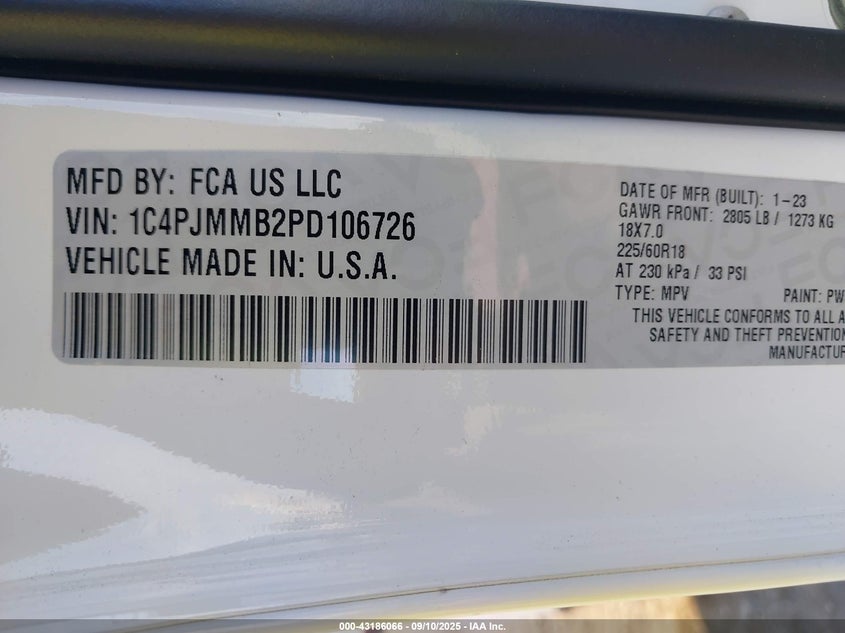 MFD BY: FCA US LLC
VIN: 1C4PJMMB2PD106726
VEHICLE MADE IN: U.S.A.
DATE OF MFR (BUILT): 1-23
GAWR FRONT: 2805 LB / 1273 KG
18X7.0
225/60R18
AT 230 kPa / 33 PSI
TYPE: MPV PAINT: PW
THIS VEHICLE CONFORMS TO ALL A
SAFETY AND THEFT PREVENTION
MANUFACTUR
000-43186066 - 09/10/2025 - IAA Inc.